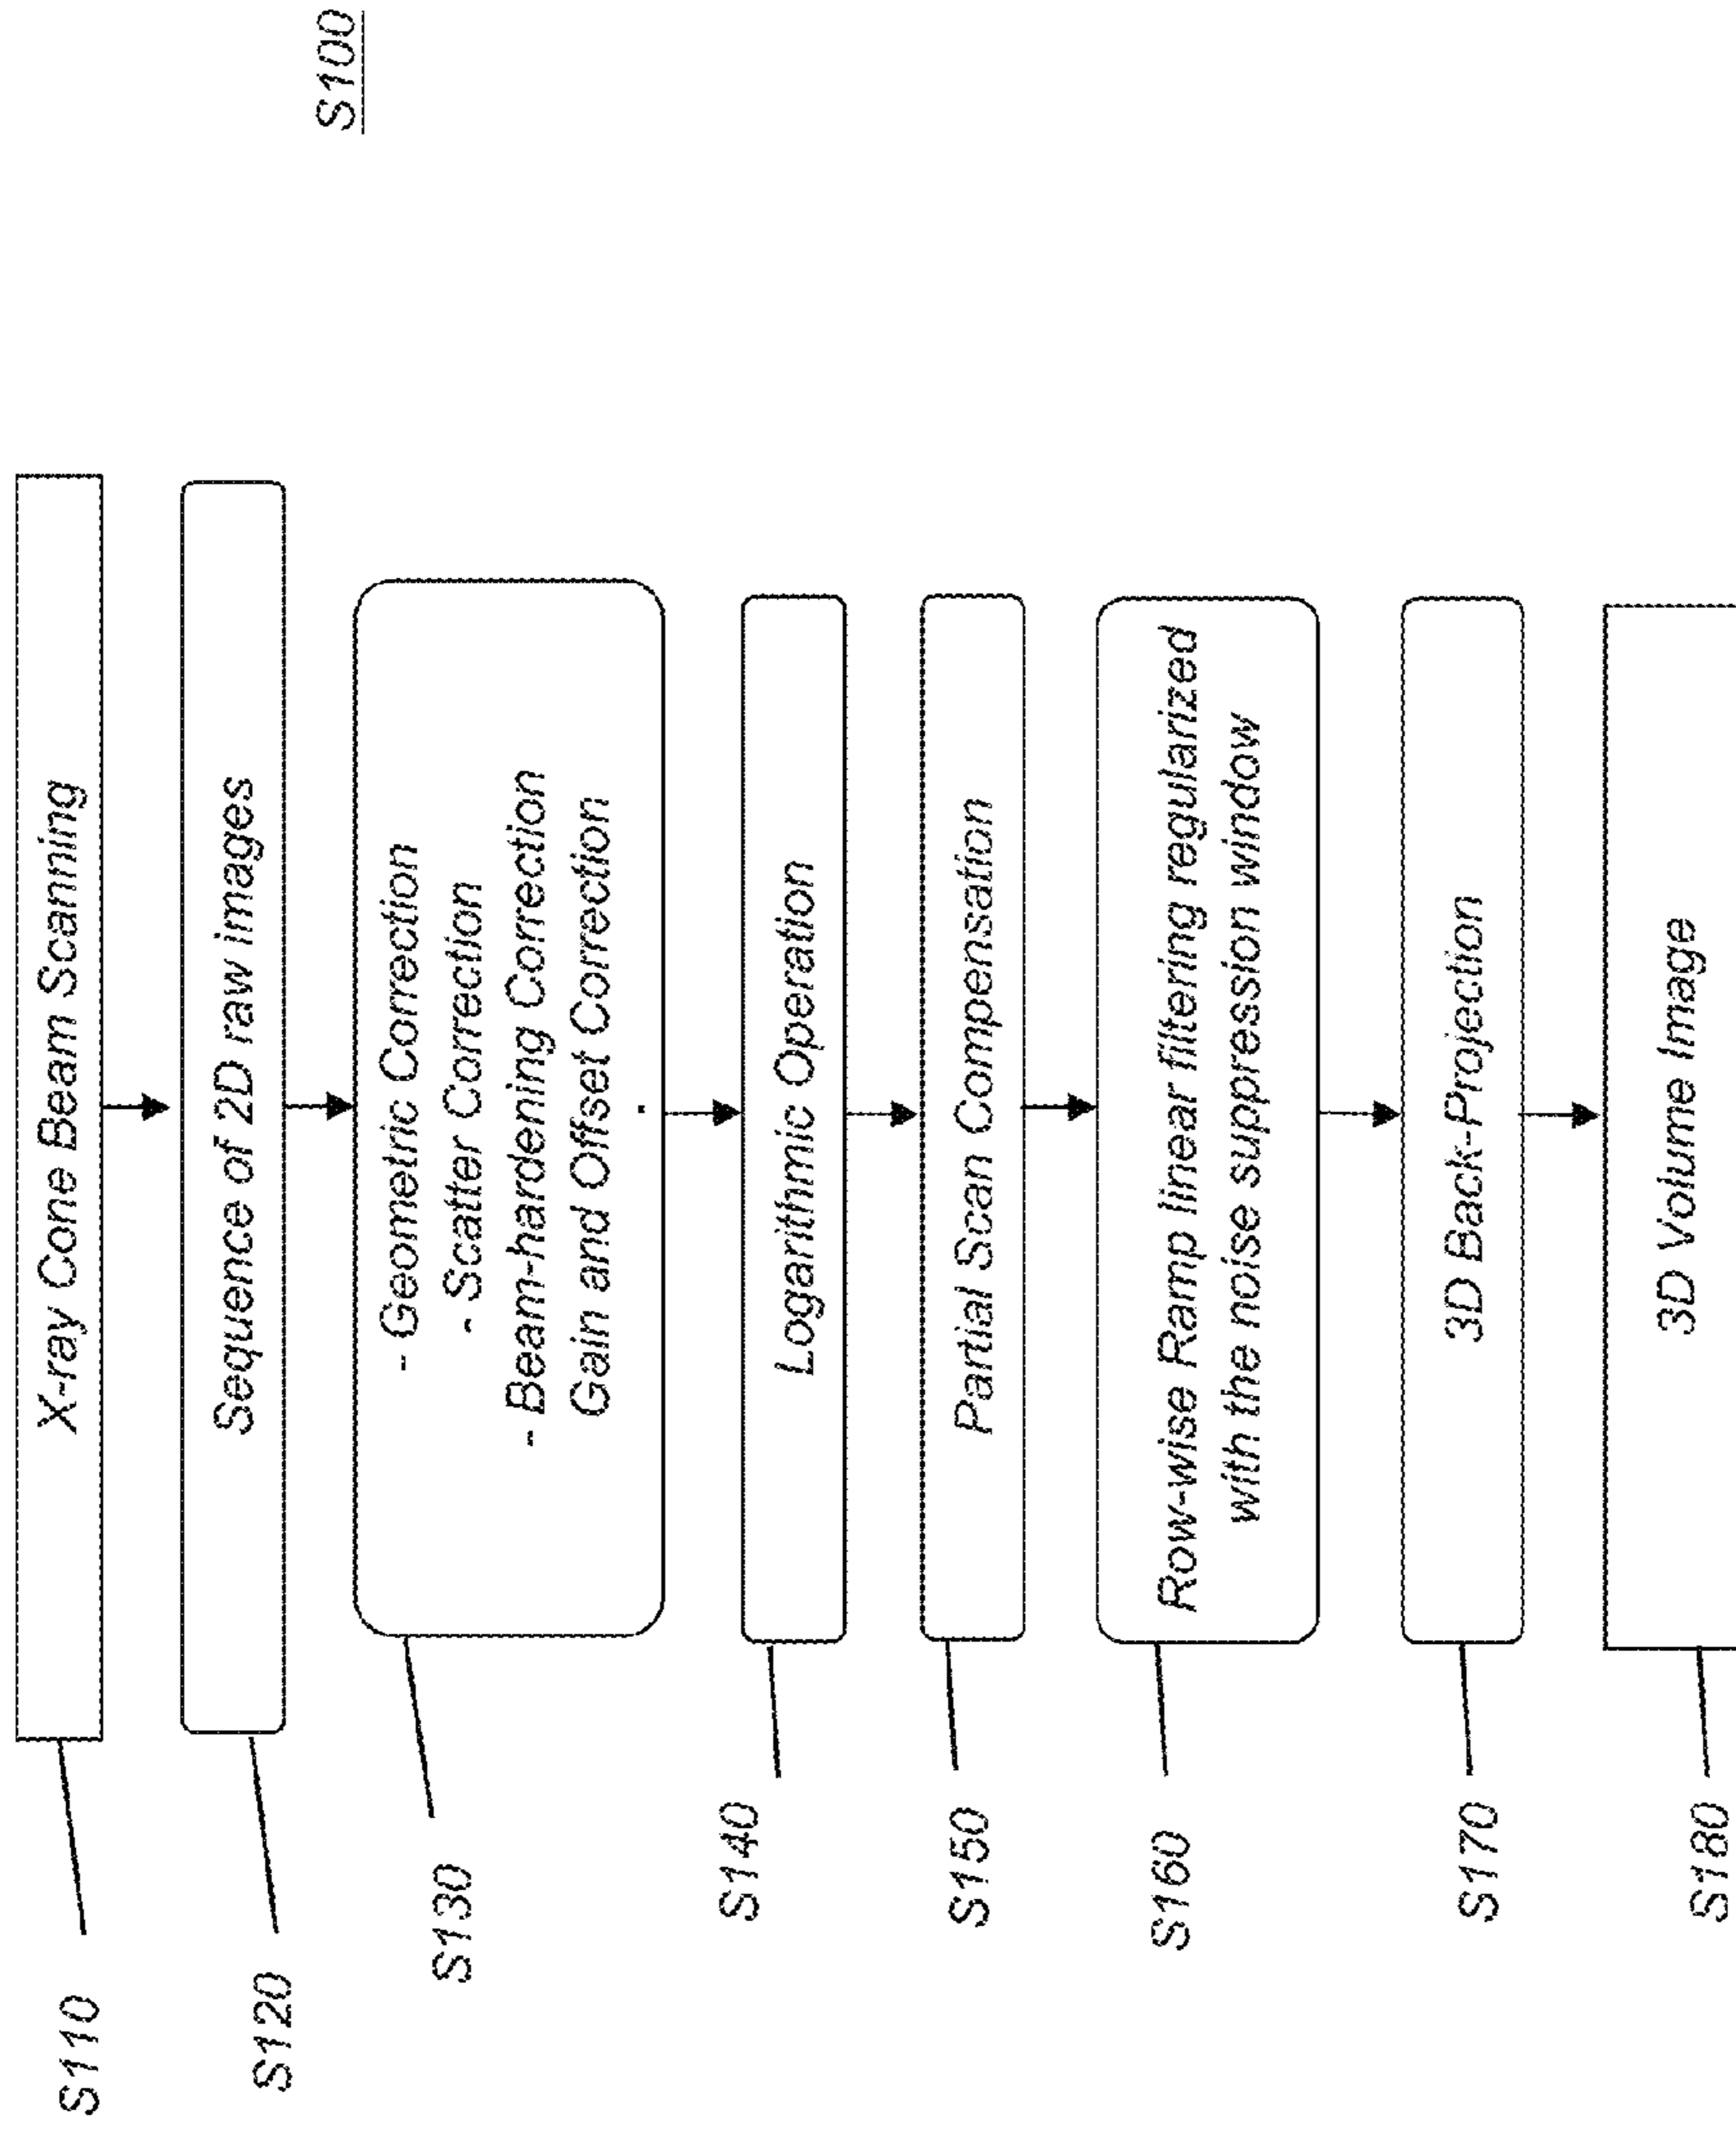 S100
S110
X-ray Cone Beam Scanning
S120
Sequence of 2D raw images
S130
- Geometric Correction
- Scatter Correction
- Beam-hardening Correction
Gain and Offset Correction
S140
Logarithmic Operation
S150
Partial Scan Compensation
S160
Row-wise Ramp linear filtering regularized
with the noise suppression window
S170
3D Back-Projection
S180
3D Volume Image